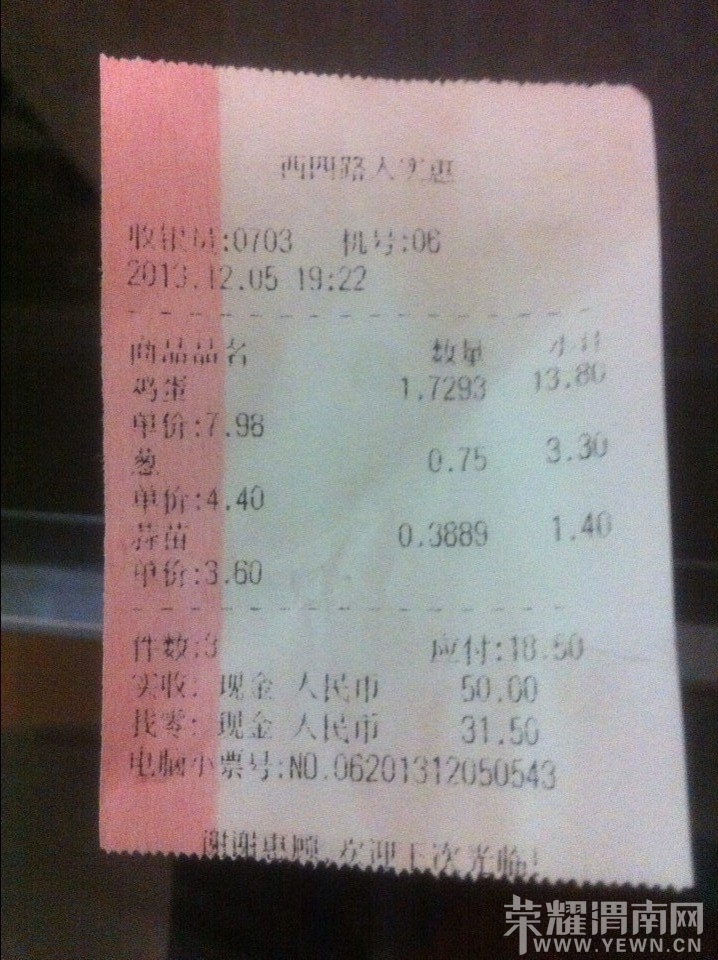 西四路人实惠
收银员:0703 机号:06
2013.12.05 19:22
商品品名 数量 小计
鸡蛋 1.7293 13.80
单价:7.98
葱 0.75 3.30
单价:4.40
蒜苗 0.3889 1.40
单价:3.60
件数:3 应付:18.50
实收: 现金 人民币 50.00
找零: 现金 人民币 31.50
电脑小票号:NO.06201312050543
谢谢惠顾,欢迎下次光临!
荣耀渭南网
WWW.YEWN.CN